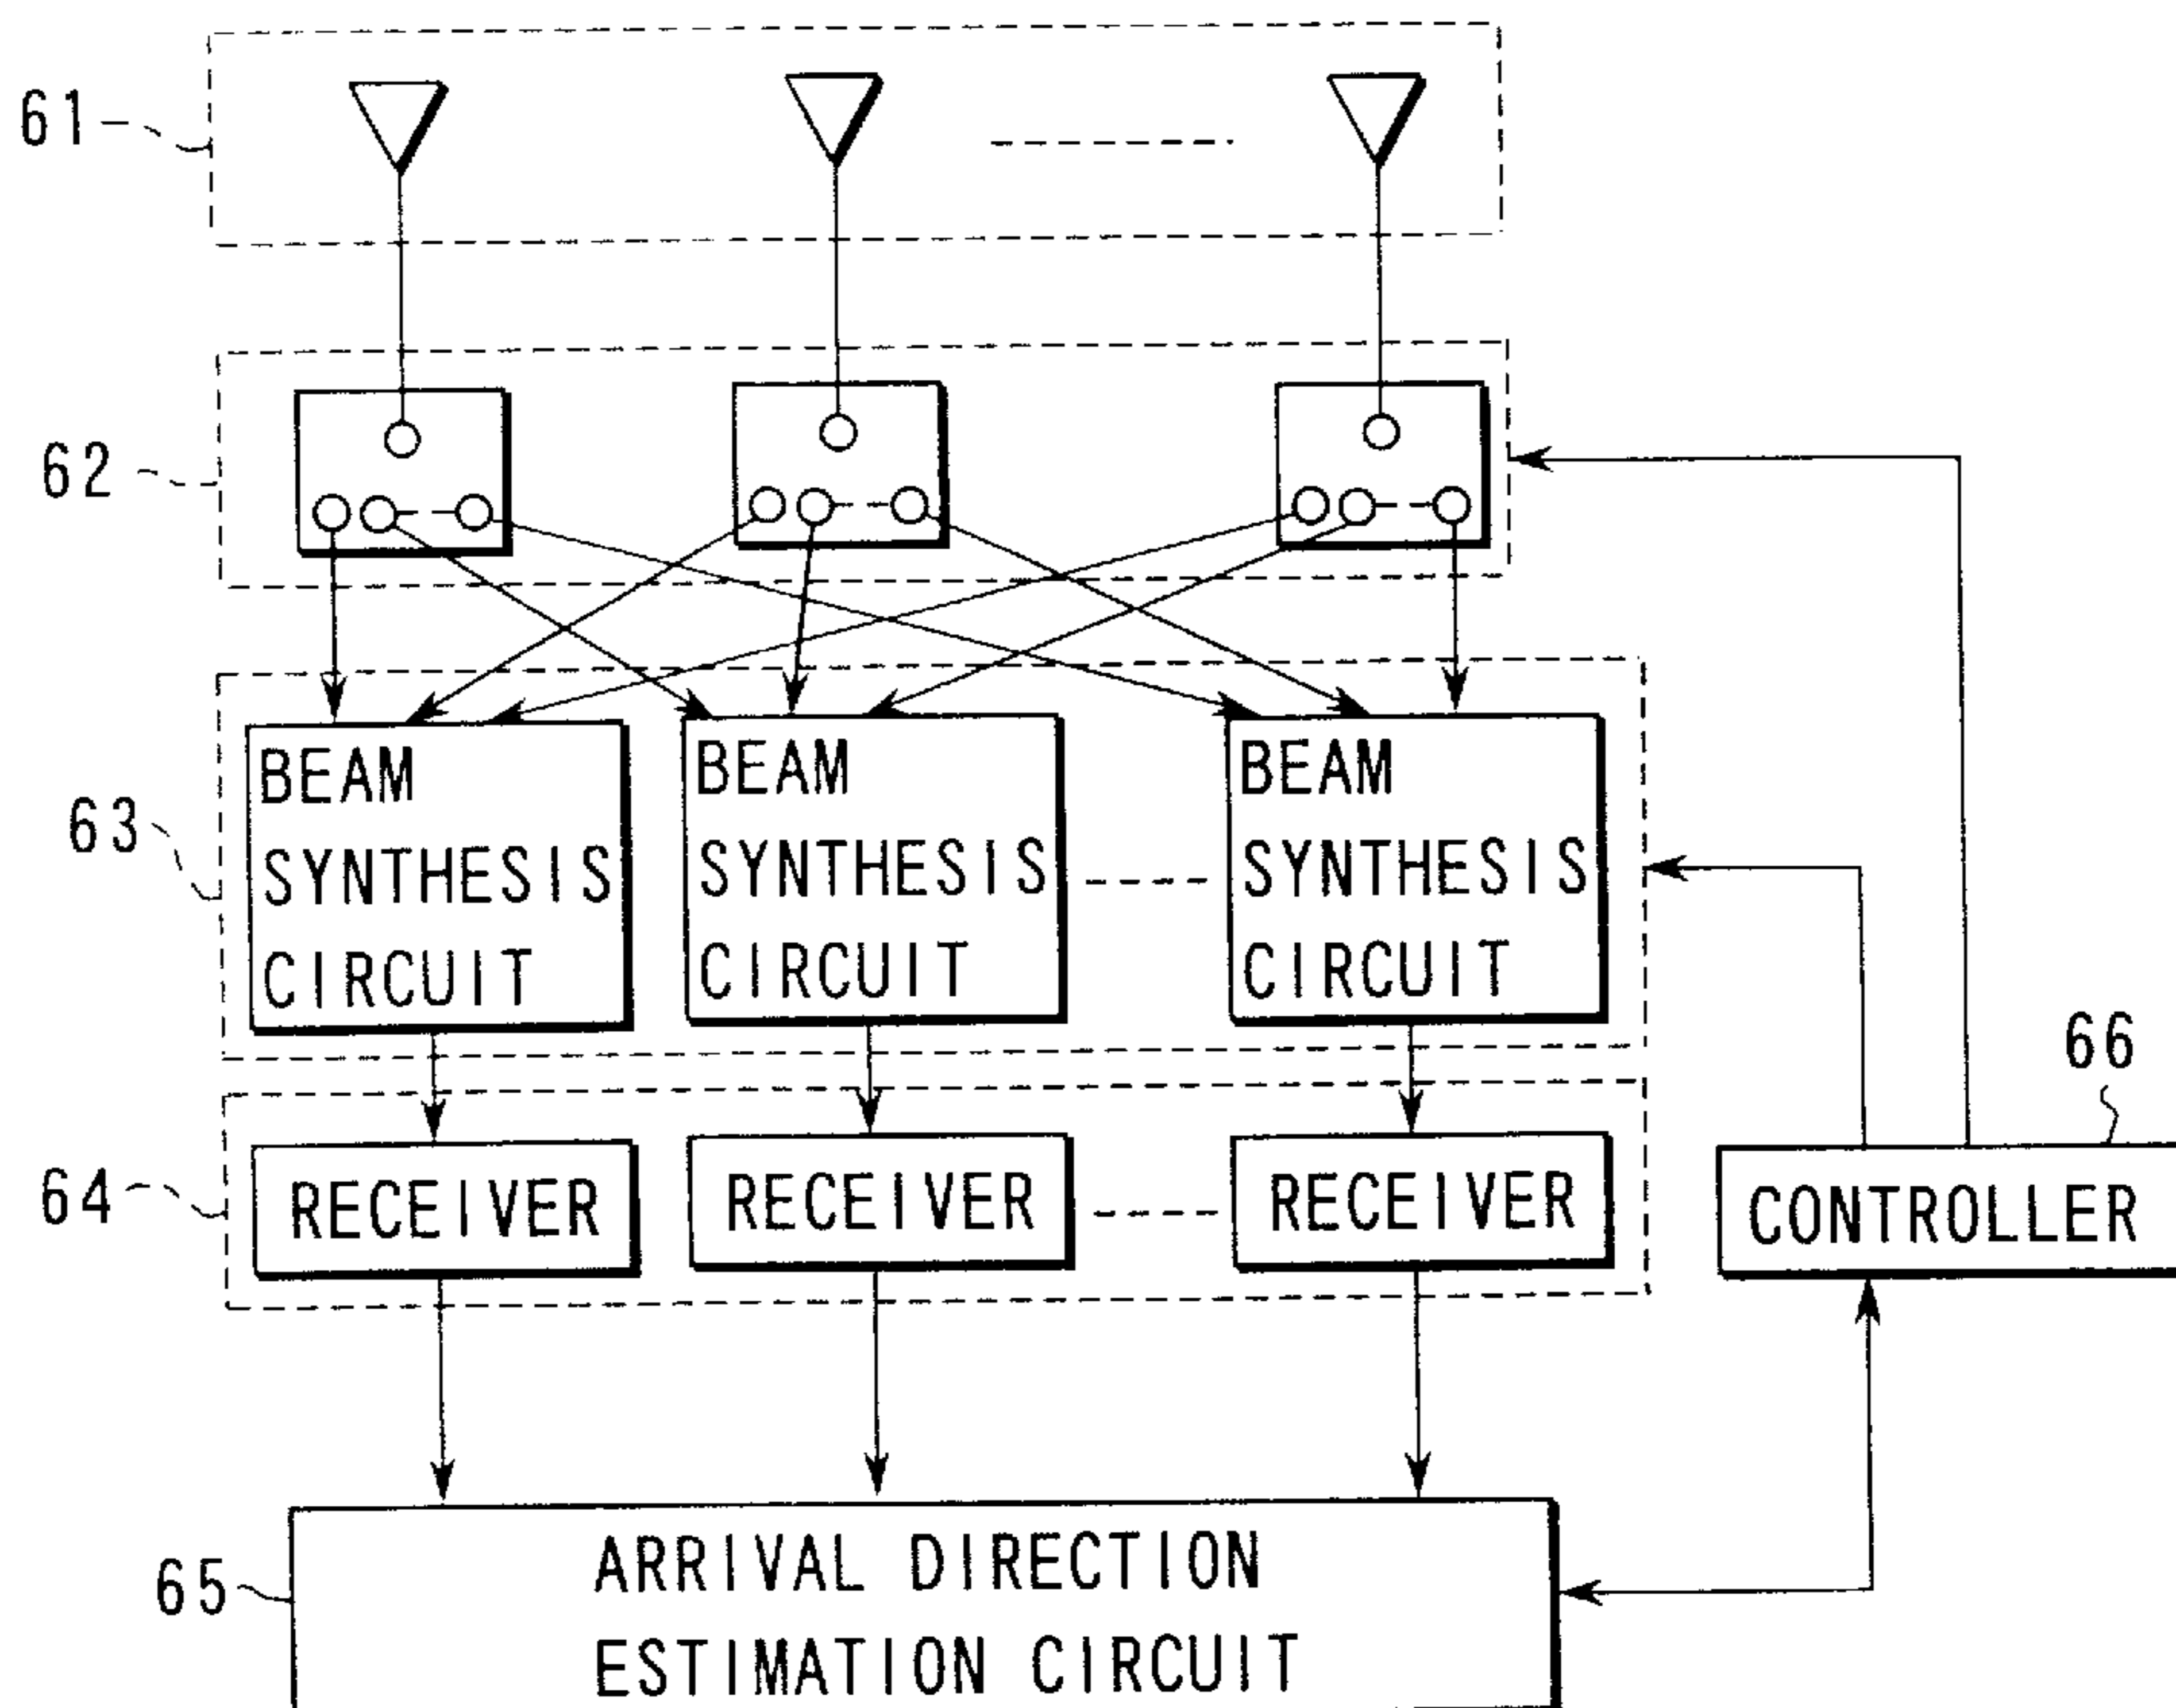 61
62
63
BEAM
SYNTHESIS
CIRCUIT
BEAM
SYNTHESIS
CIRCUIT
BEAM
SYNTHESIS
CIRCUIT
64
RECEIVER
RECEIVER
RECEIVER
66
CONTROLLER
65
ARRIVAL DIRECTION
ESTIMATION CIRCUIT